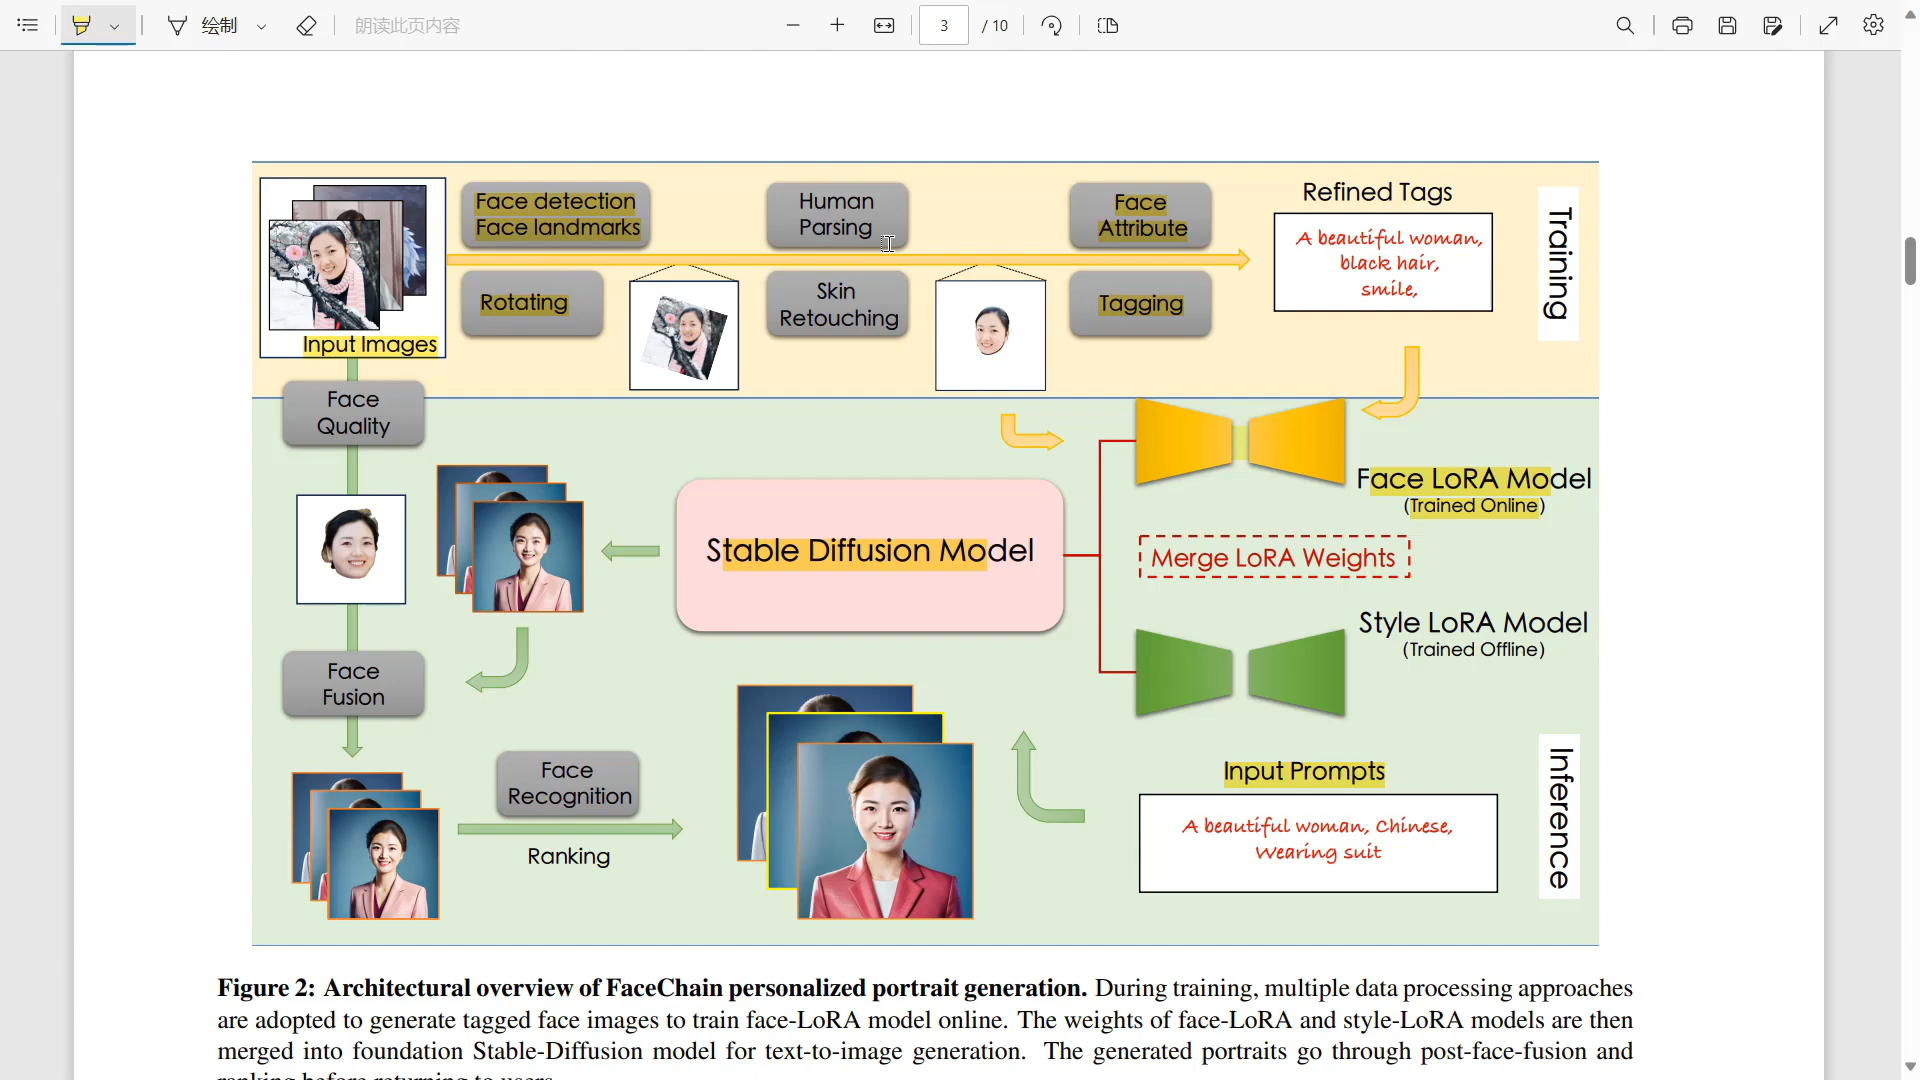 绘制
朗读此页内容
3
/ 10
Face detection
Face landmarks
Human
Parsing
Face
Attribute
Refined Tags
A beautiful woman,
black hair,
smile,
Training
Rotating
Skin
Retouching
Tagging
Input Images
Face
Quality
Face LoRA Model
(Trained Online)
Stable Diffusion Model
Merge LoRA Weights
Style LoRA Model
(Trained Offline)
Face
Fusion
Face
Recognition
Ranking
Input Prompts
A beautiful woman, Chinese,
Wearing suit
Inference
Figure 2: Architectural overview of FaceChain personalized portrait generation. During training, multiple data processing approaches
are adopted to generate tagged face images to train face-LoRA model online. The weights of face-LoRA and style-LoRA models are then
merged into foundation Stable-Diffusion model for text-to-image generation. The generated portraits go through post-face-fusion and
ranking before returning to users.